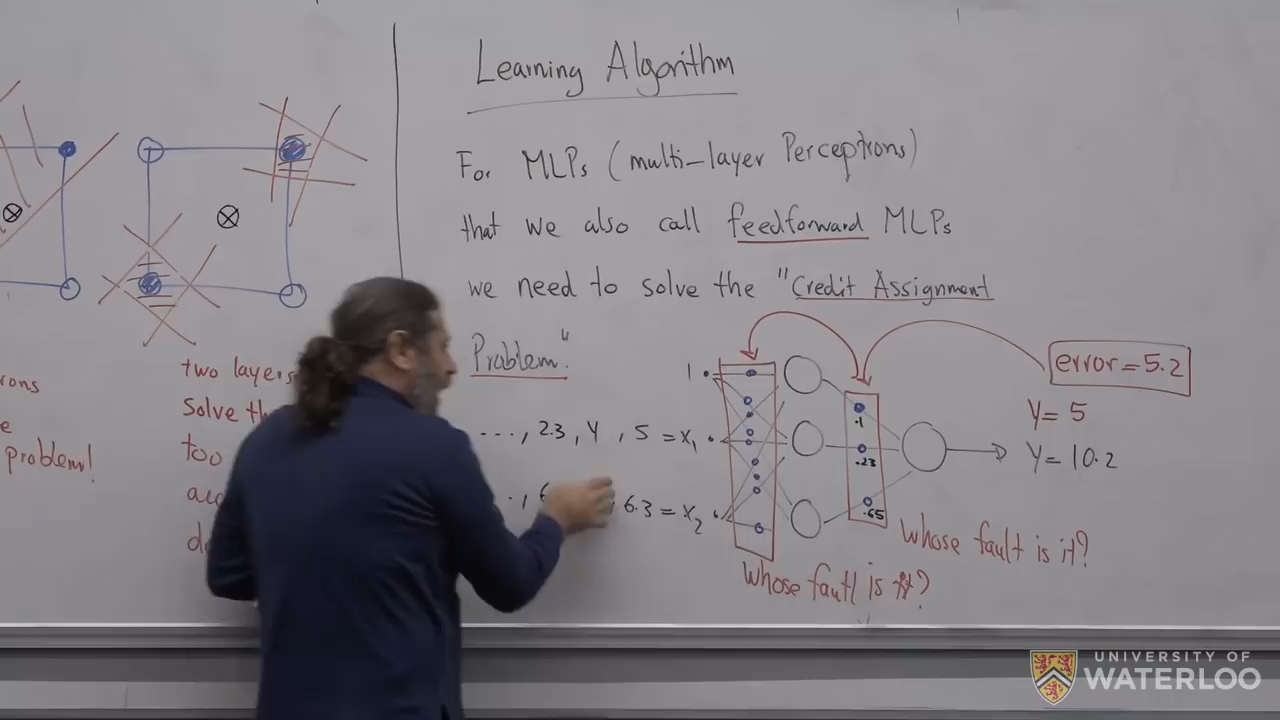 Learning Algorithm
For MLPs (multi-layer Perceptrons)
that we also call feedforward MLPs
we need to solve the "Credit Assignment
Problem."
error = 5.2
Y = 5
Y = 10.2
1
..., 2.3, 4, 5 = x₁
6.3 = x₂
.1
.23
.65
whose fault is it?
whose fautl is it?
rons
e
problem!
two layers
Solve th
too
ac
d
UNIVERSITY OF
WATERLOO